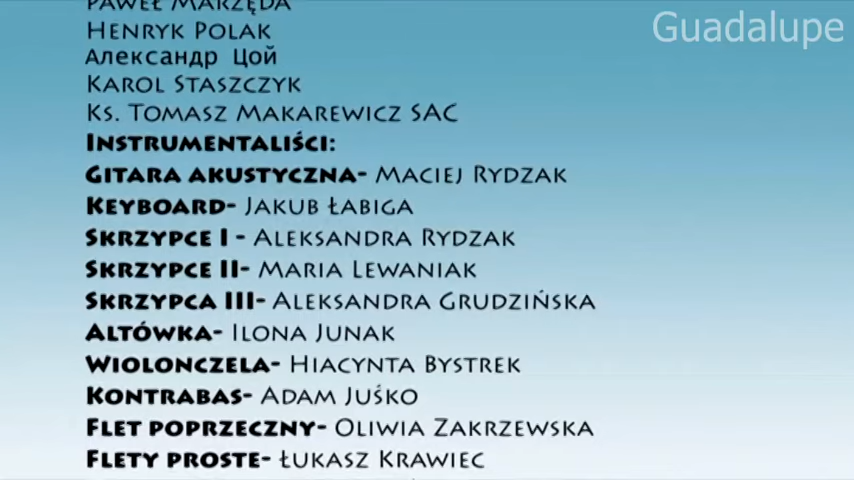 Guadalupe
PAWEŁ MARZĘDA
HENRYK POLAK
Александр Цой
KAROL STASZCZYK
KS. TOMASZ MAKAREWICZ SAC
INSTRUMENTALIŚCI:
GITARA AKUSTYCZNA- MACIEJ RYDZAK
KEYBOARD- JAKUB ŁABIGA
SKRZYPCE I - ALEKSANDRA RYDZAK
SKRZYPCE II- MARIA LEWANIAK
SKRZYPCA III- ALEKSANDRA GRUDZIŃSKA
ALTÓWKA- ILONA JUNAK
WIOLONCZELA- HIACYNTA BYSTREK
KONTRABAS- ADAM JUŚKO
FLET POPRZECZNY- OLIWIA ZAKRZEWSKA
FLETY PROSTE- ŁUKASZ KRAWIEC